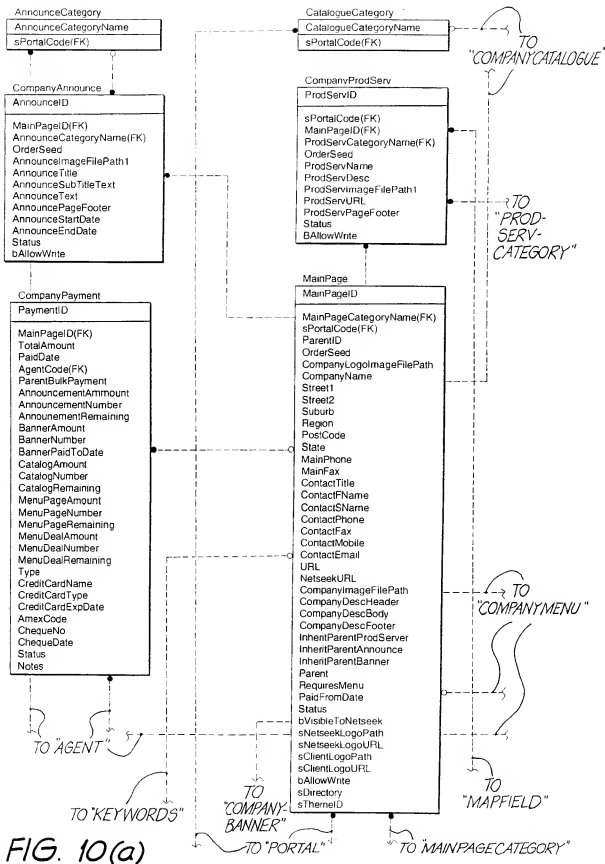 AnnounceCategory
AnnounceCategoryName
sPortalCode(FK)
CatalogueCategory
CatalogueCategoryName
sPortalCode(FK)
TO
"COMPANYCATALOGUE"
CompanyAnnounce
AnnounceID
MainPageID(FK)
AnnounceCategoryName(FK)
OrderSeed
AnnounceImageFilePath1
AnnounceTitle
AnnounceSubTitleText
AnnounceText
AnnouncePageFooter
AnnounceStartDate
AnnounceEndDate
Status
bAllowWrite
CompanyProdServ
ProdServID
sPortalCode(FK)
MainPageID(FK)
ProdServCategoryName(FK)
OrderSeed
ProdServName
ProdServDesc
ProdServimageFilePath1
ProdServURL
ProdServPageFooter
Status
BAllowWrite
TO
"PROD-
SERV-
CATEGORY"
CompanyPayment
PaymentID
MainPageID(FK)
TotalAmount
PaidDate
AgentCode(FK)
ParentBulkPayment
AnnouncementAmmount
AnnouncementNumber
AnnounementRemaining
BannerAmount
BannerNumber
BannerPaidToDate
CatalogAmount
CatalogNumber
CatalogRemaining
MenuPageAmount
MenuPageNumber
MenuPageRemaining
MenuDealAmount
MenuDealNumber
MenuDealRemaining
Type
CreditCardName
CreditCardType
CreditCardExpDate
AmexCode
ChequeNo
ChequeDate
Status
Notes
MainPage
MainPageID
MainPageCategoryName(FK)
sPortalCode(FK)
ParentID
OrderSeed
CompanyLogoImageFilePath
CompanyName
Street1
Street2
Suburb
Region
PostCode
State
MainPhone
MainFax
ContactTitle
ContactFName
ContactSName
ContactPhone
ContactFax
ContactMobile
ContactEmail
URL
NetseekURL
CompanyImageFilePath
CompanyDescHeader
CompanyDescBody
CompanyDescFooter
InheritParentProdServer
InheritParentAnnounce
InheritParentBanner
Parent
RequiresMenu
PaidFromDate
Status
bVisibleToNetseek
sNetseekLogoPath
sNetseekLogoURL
sClientLogoPath
sClientLogoURL
bAllowWrite
sDirectory
sThemeID
TO
"COMPANYMENU"
TO "AGENT"
TO "KEYWORDS"
TO
"COMPANY-
BANNER"
TO "PORTAL"
TO "MAINPAGECATEGORY"
TO
"MAPFIELD"
FIG. 10(a)